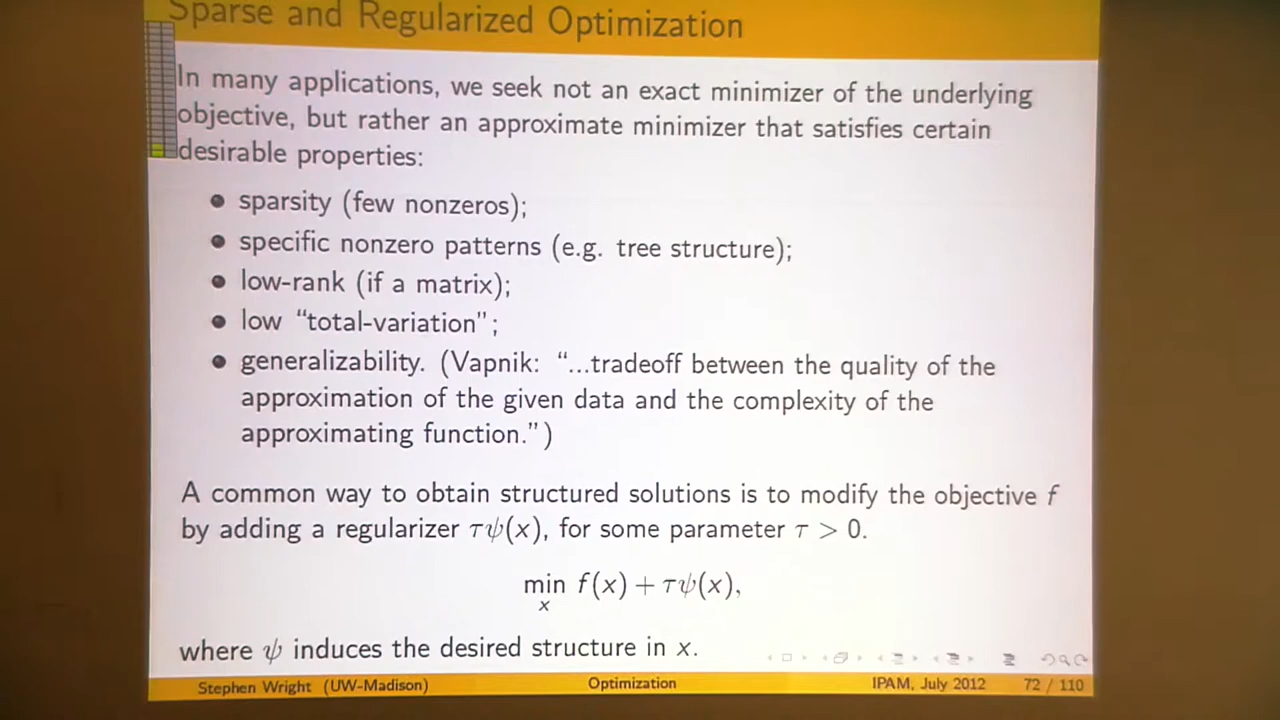 Sparse and Regularized Optimization
In many applications, we seek not an exact minimizer of the underlying
objective, but rather an approximate minimizer that satisfies certain
desirable properties:
● sparsity (few nonzeros);
● specific nonzero patterns (e.g. tree structure);
● low-rank (if a matrix);
● low “total-variation”;
● generalizability. (Vapnik: “...tradeoff between the quality of the
approximation of the given data and the complexity of the
approximating function.”)
A common way to obtain structured solutions is to modify the objective f
by adding a regularizer τψ(x), for some parameter τ > 0.
min f(x) + τψ(x),
x
where ψ induces the desired structure in x.
Stephen Wright (UW-Madison) Optimization IPAM, July 2012 72 / 110